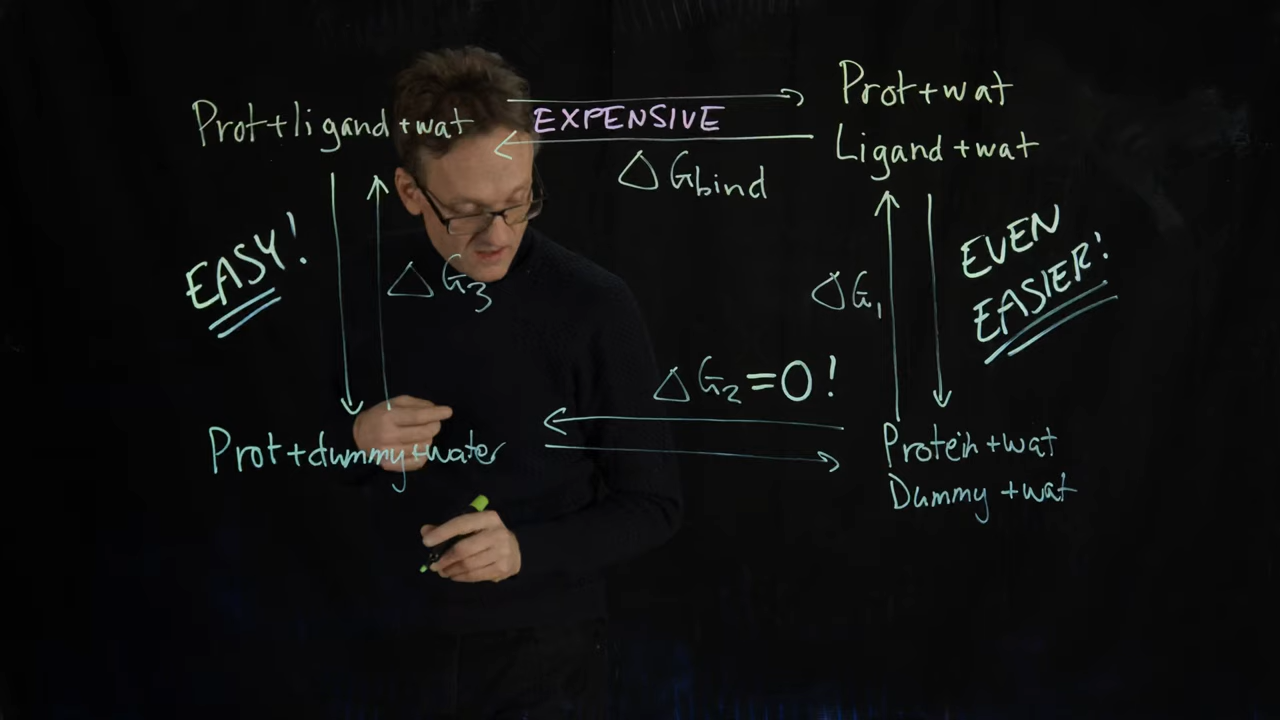 Prot+wat
Prot+ligand+wat
EXPENSIVE
Ligand+wat
ΔGbind
EASY!
ΔG3
ΔG1
EVEN
EASIER!
ΔG2=0!
Prot+dummy+water
Protein+wat
Dummy+wat